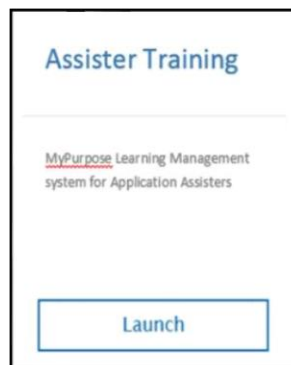 Assister Training
MyPurpose Learning Management
system for Application Assisters
Launch